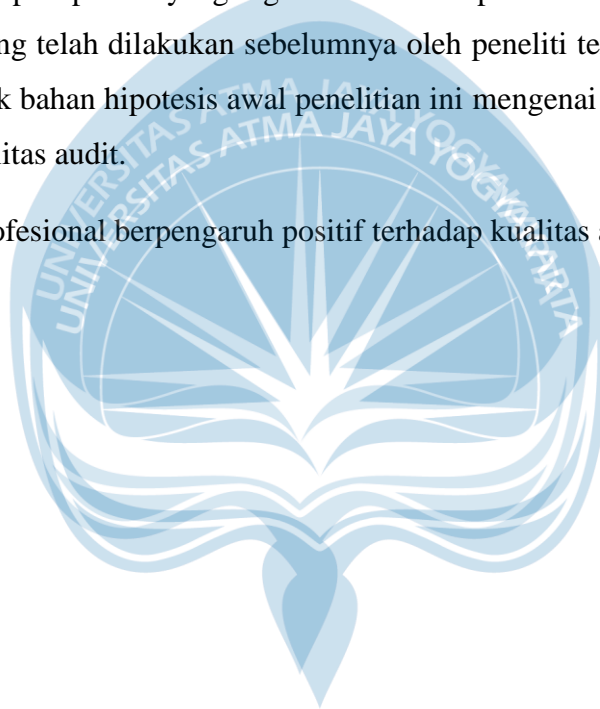 ng telah dilakukan sebelumnya oleh peneliti te
k bahan hipotesis awal penelitian ini mengenai
litas audit.
ofesional berpengaruh positif terhadap kualitas a
UNIVERSITAS ATMA JAYA YOGYAKARTA
UNIVERSITAS ATMA JAYA YOGYAKARTA